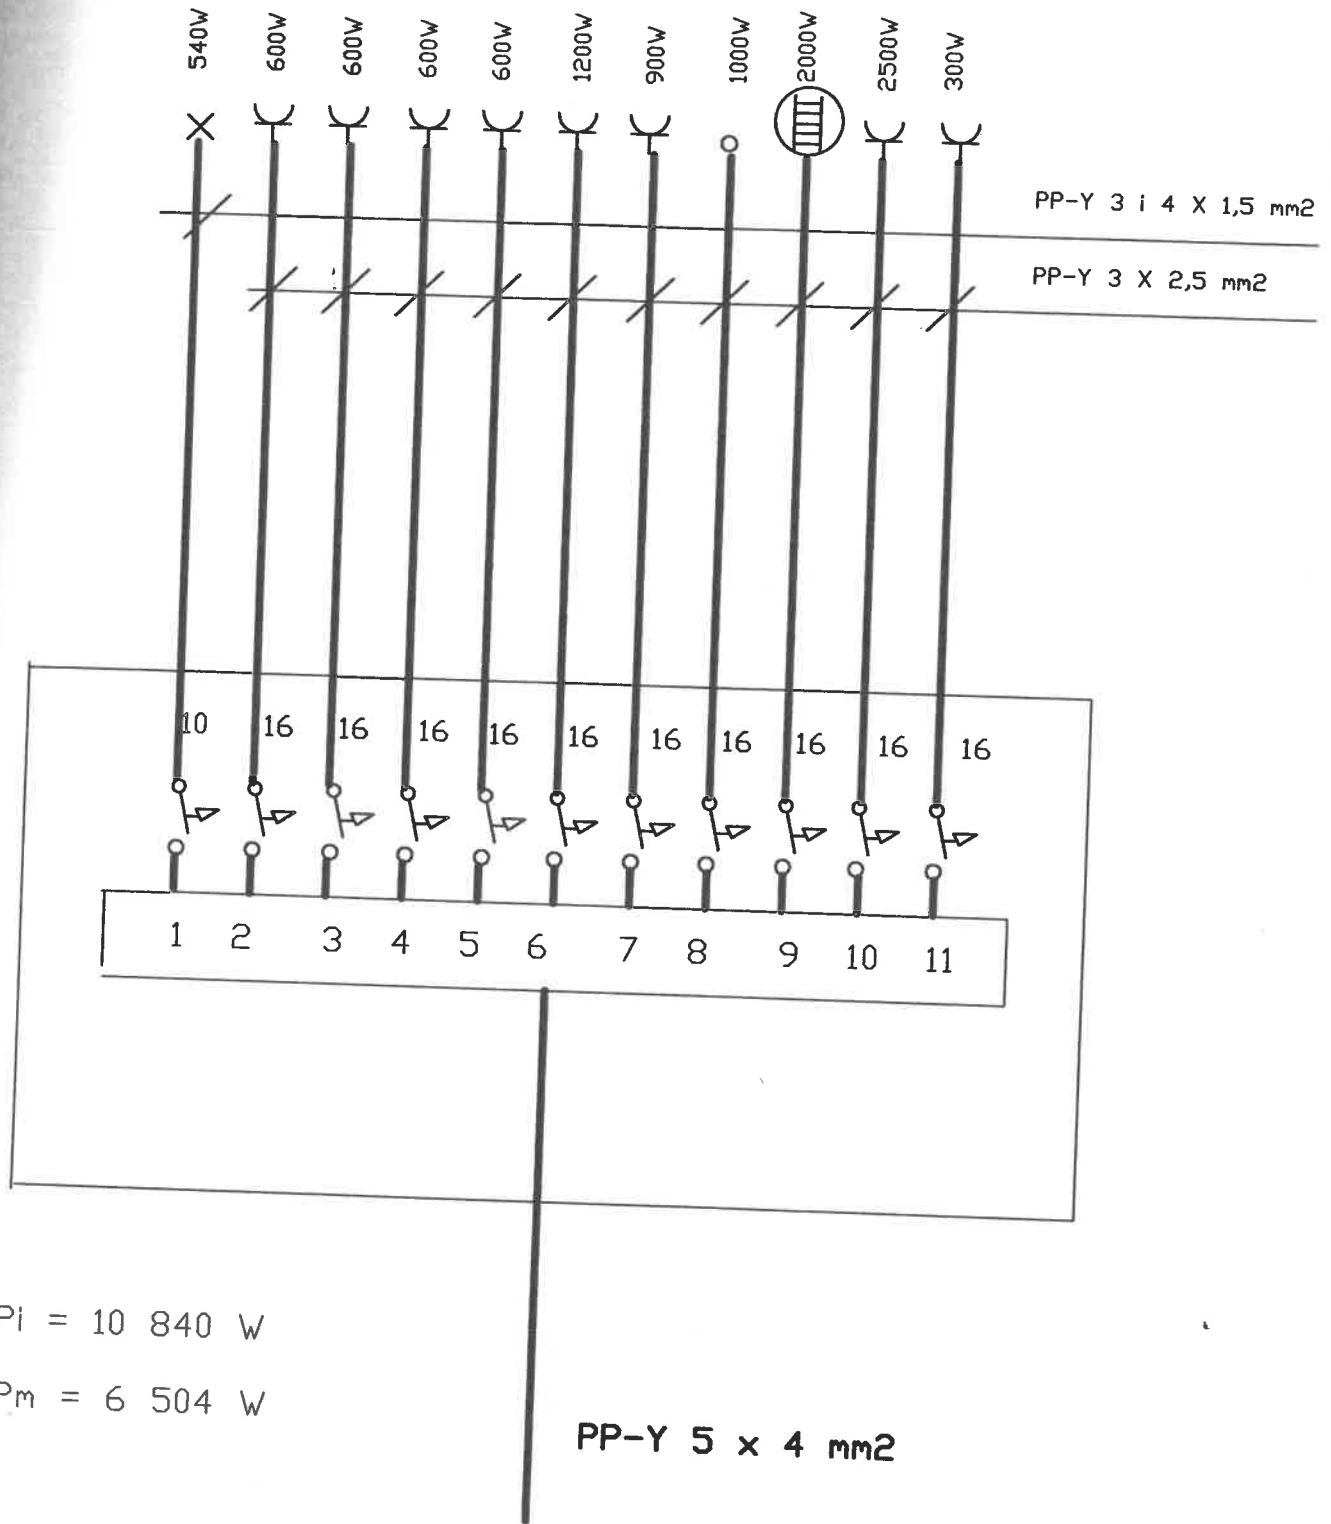 540W 600W 600W 600W 600W 1200W 900W 1000W 2000W 2500W 300W
PP-Y 3 i 4 X 1,5 mm2
PP-Y 3 X 2,5 mm2
10 16 16 16 16 16 16 16 16 16 16
1 2 3 4 5 6 7 8 9 10 11
Pi = 10 840 W
Pm = 6 504 W
PP-Y 5 x 4 mm2